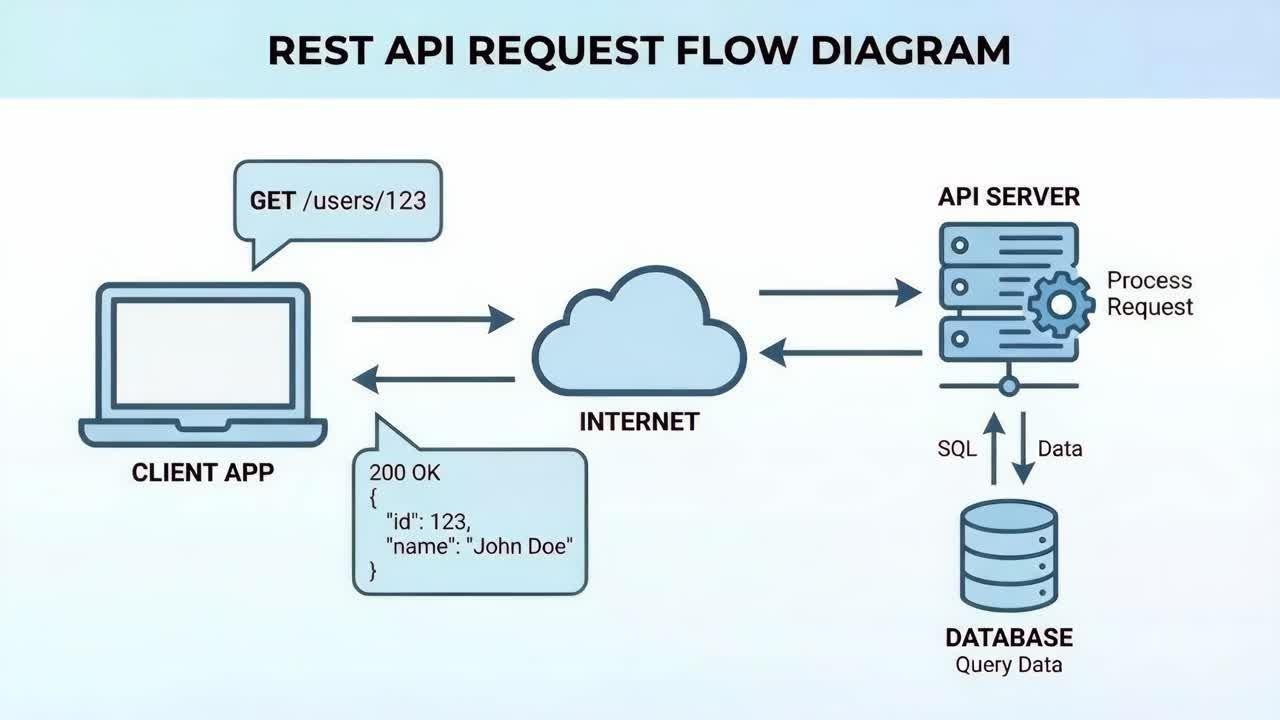 REST API REQUEST FLOW DIAGRAM
GET /users/123
CLIENT APP
200 OK
{
"id": 123,
"name": "John Doe"
}
INTERNET
API SERVER
Process
Request
SQL
Data
DATABASE
Query Data